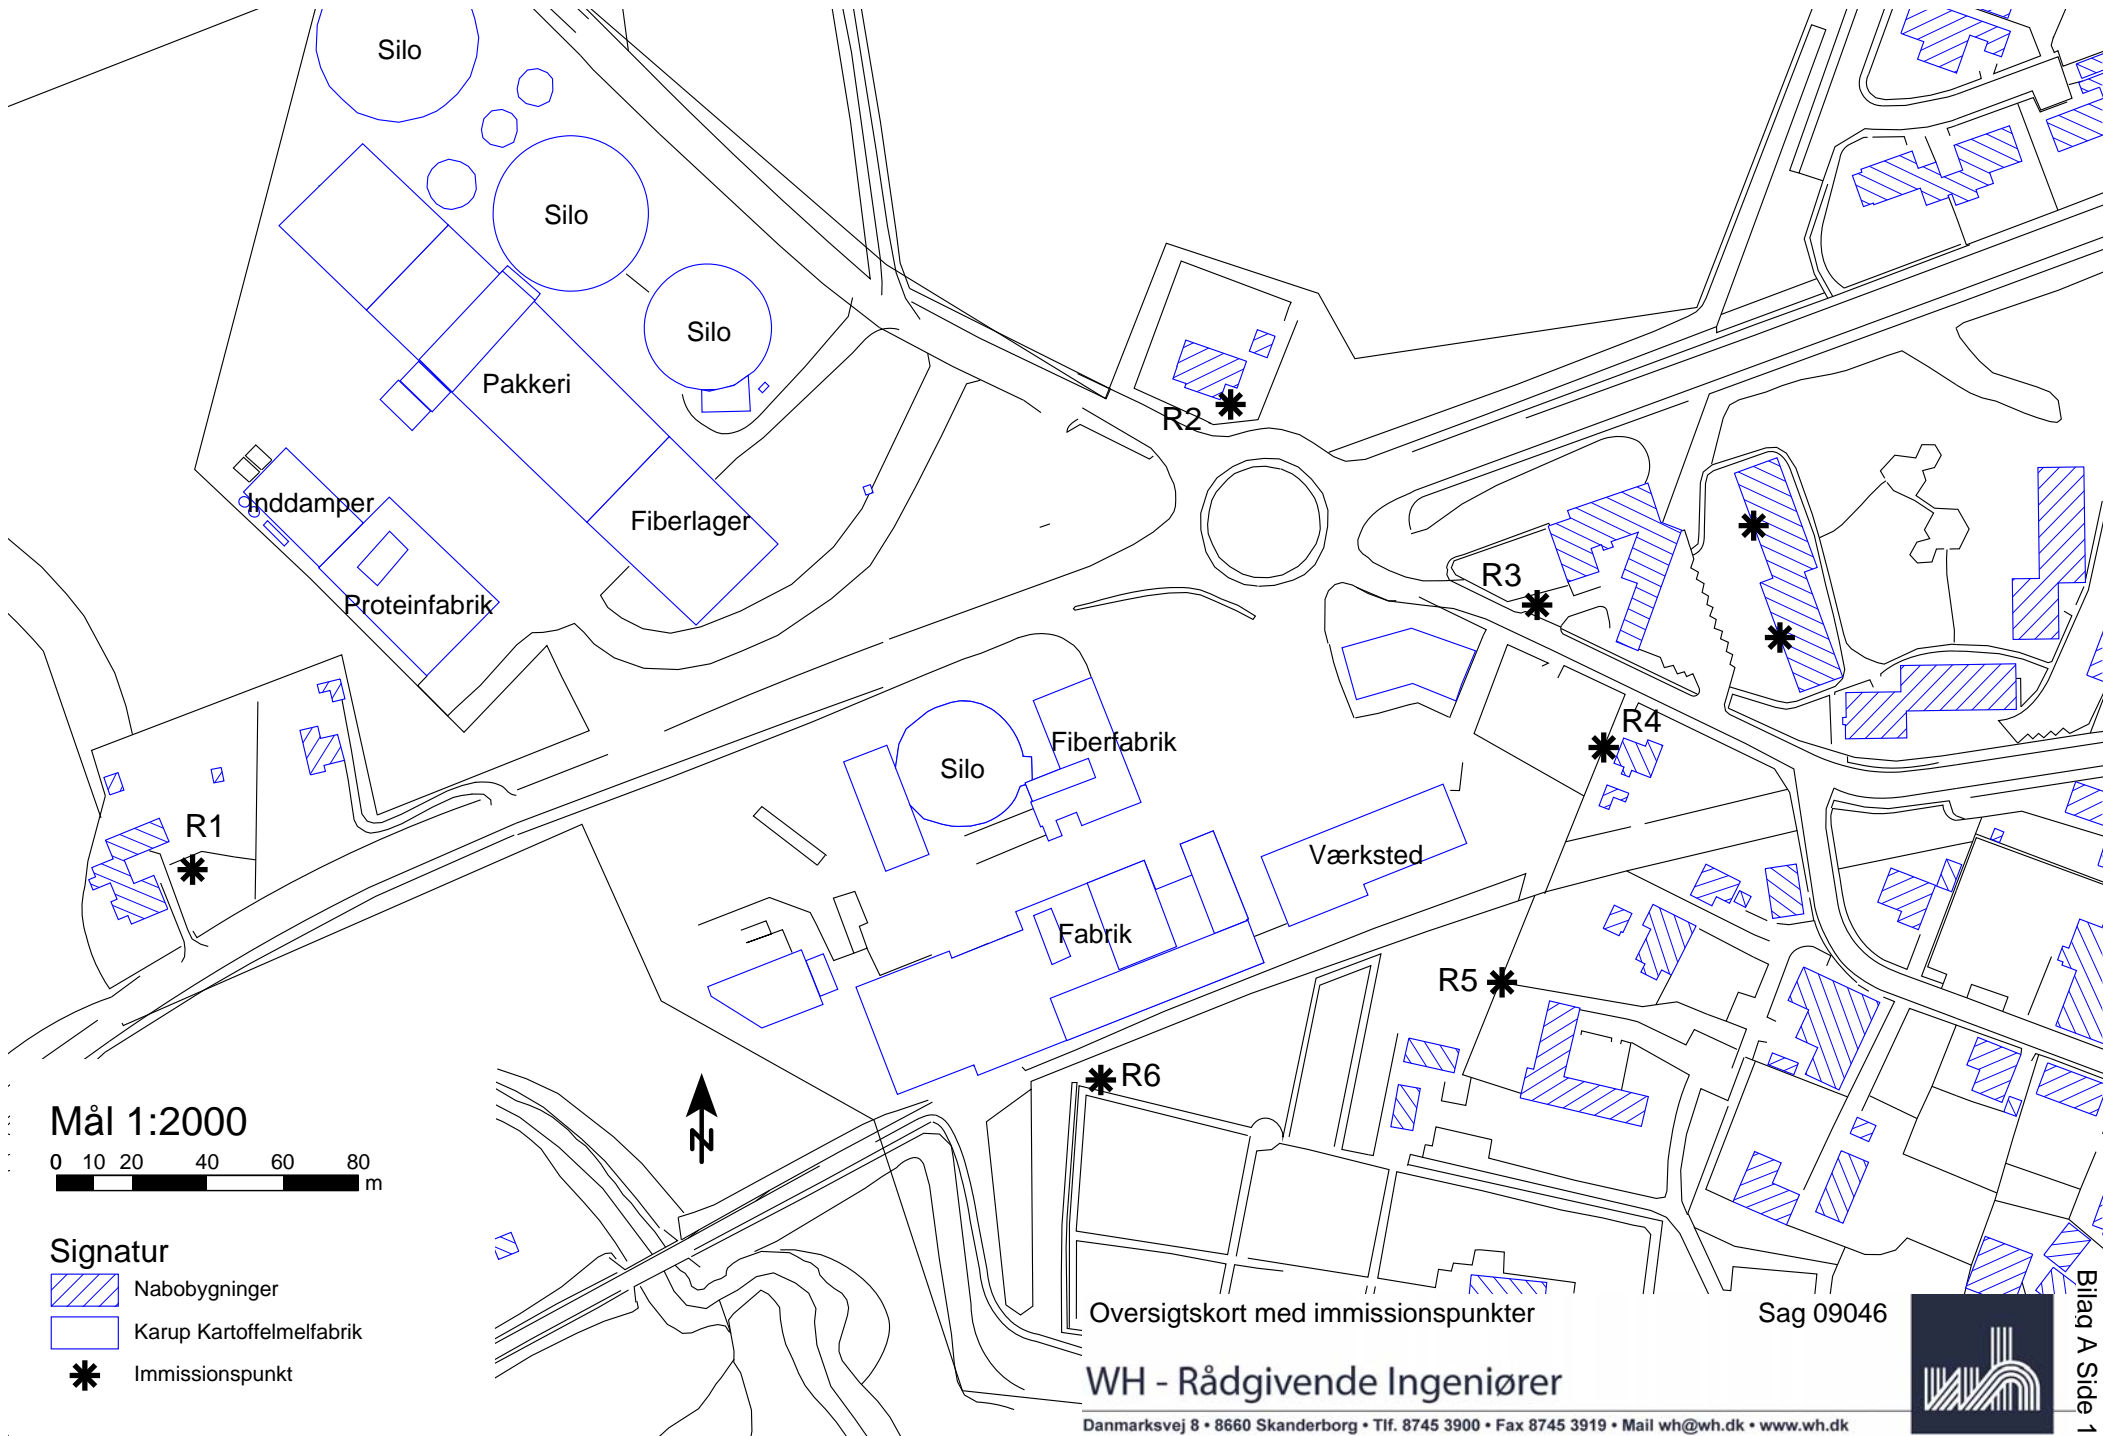 Silo
Silo
Silo
Pakkeri
R2
Inddamper
Fiberlager
R3
Proteinfabrik
R4
Fiberfabrik
Silo
R1
Værksted
Fabrik
R5
R6
N
Mål 1:2000
0 10 20 40 60 80
m
Signatur
Nabobygninger
Karup Kartoffelmelfabrik
Immissionspunkt
Oversigtskort med immissionspunkter
Sag 09046
WH - Rådgivende Ingeniører
Danmarksvej 8 • 8660 Skanderborg • Tlf. 8745 3900 • Fax 8745 3919 • Mail wh@wh.dk • www.wh.dk
Bilag A Side 1